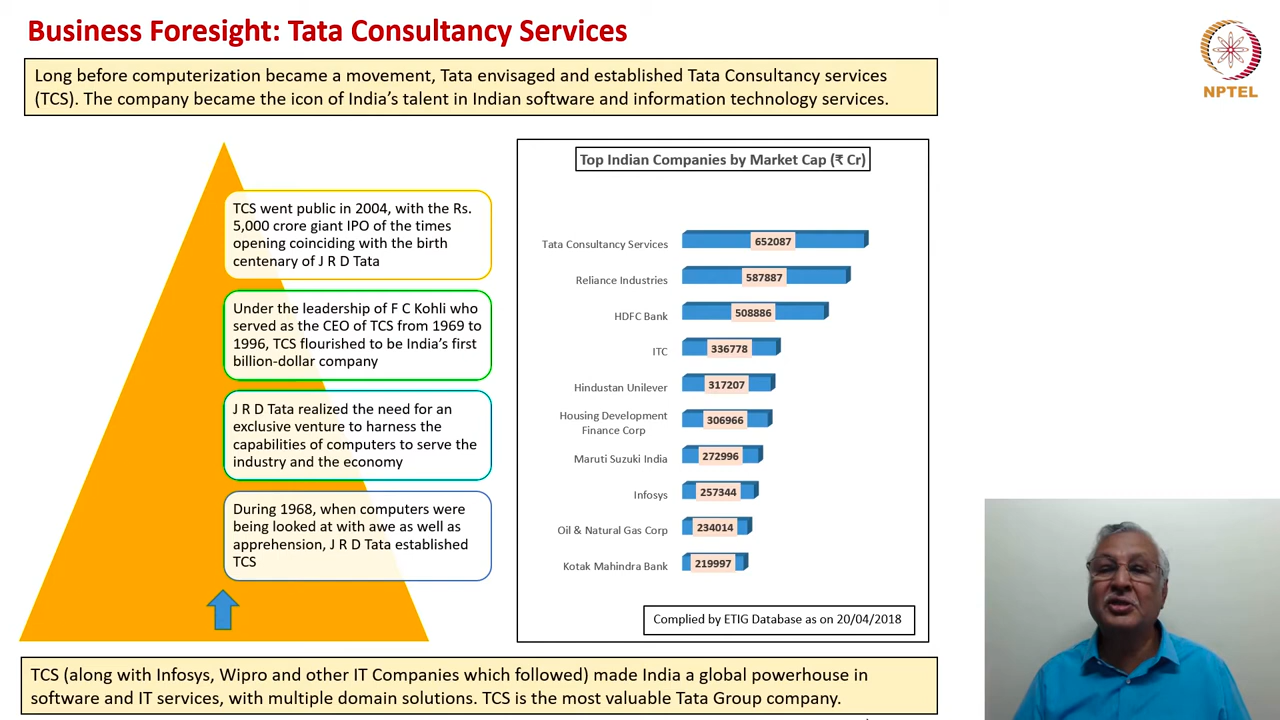 Business Foresight: Tata Consultancy Services
NPTEL
Long before computerization became a movement, Tata envisaged and established Tata Consultancy services
(TCS). The company became the icon of India's talent in Indian software and information technology services.
TCS went public in 2004, with the Rs.
5,000 crore giant IPO of the times
opening coinciding with the birth
centenary of J R D Tata
Under the leadership of F C Kohli who
served as the CEO of TCS from 1969 to
1996, TCS flourished to be India's first
billion-dollar company
J R D Tata realized the need for an
exclusive venture to harness the
capabilities of computers to serve the
industry and the economy
During 1968, when computers were
being looked at with awe as well as
apprehension, J R D Tata established
TCS
Top Indian Companies by Market Cap (₹ Cr)
Tata Consultancy Services 652087
Reliance Industries 587887
HDFC Bank 508886
ITC 336778
Hindustan Unilever 317207
Housing Development
Finance Corp 306966
Maruti Suzuki India 272996
Infosys 257344
Oil & Natural Gas Corp 234014
Kotak Mahindra Bank 219997
Complied by ETIG Database as on 20/04/2018
TCS (along with Infosys, Wipro and other IT Companies which followed) made India a global powerhouse in
software and IT services, with multiple domain solutions. TCS is the most valuable Tata Group company.